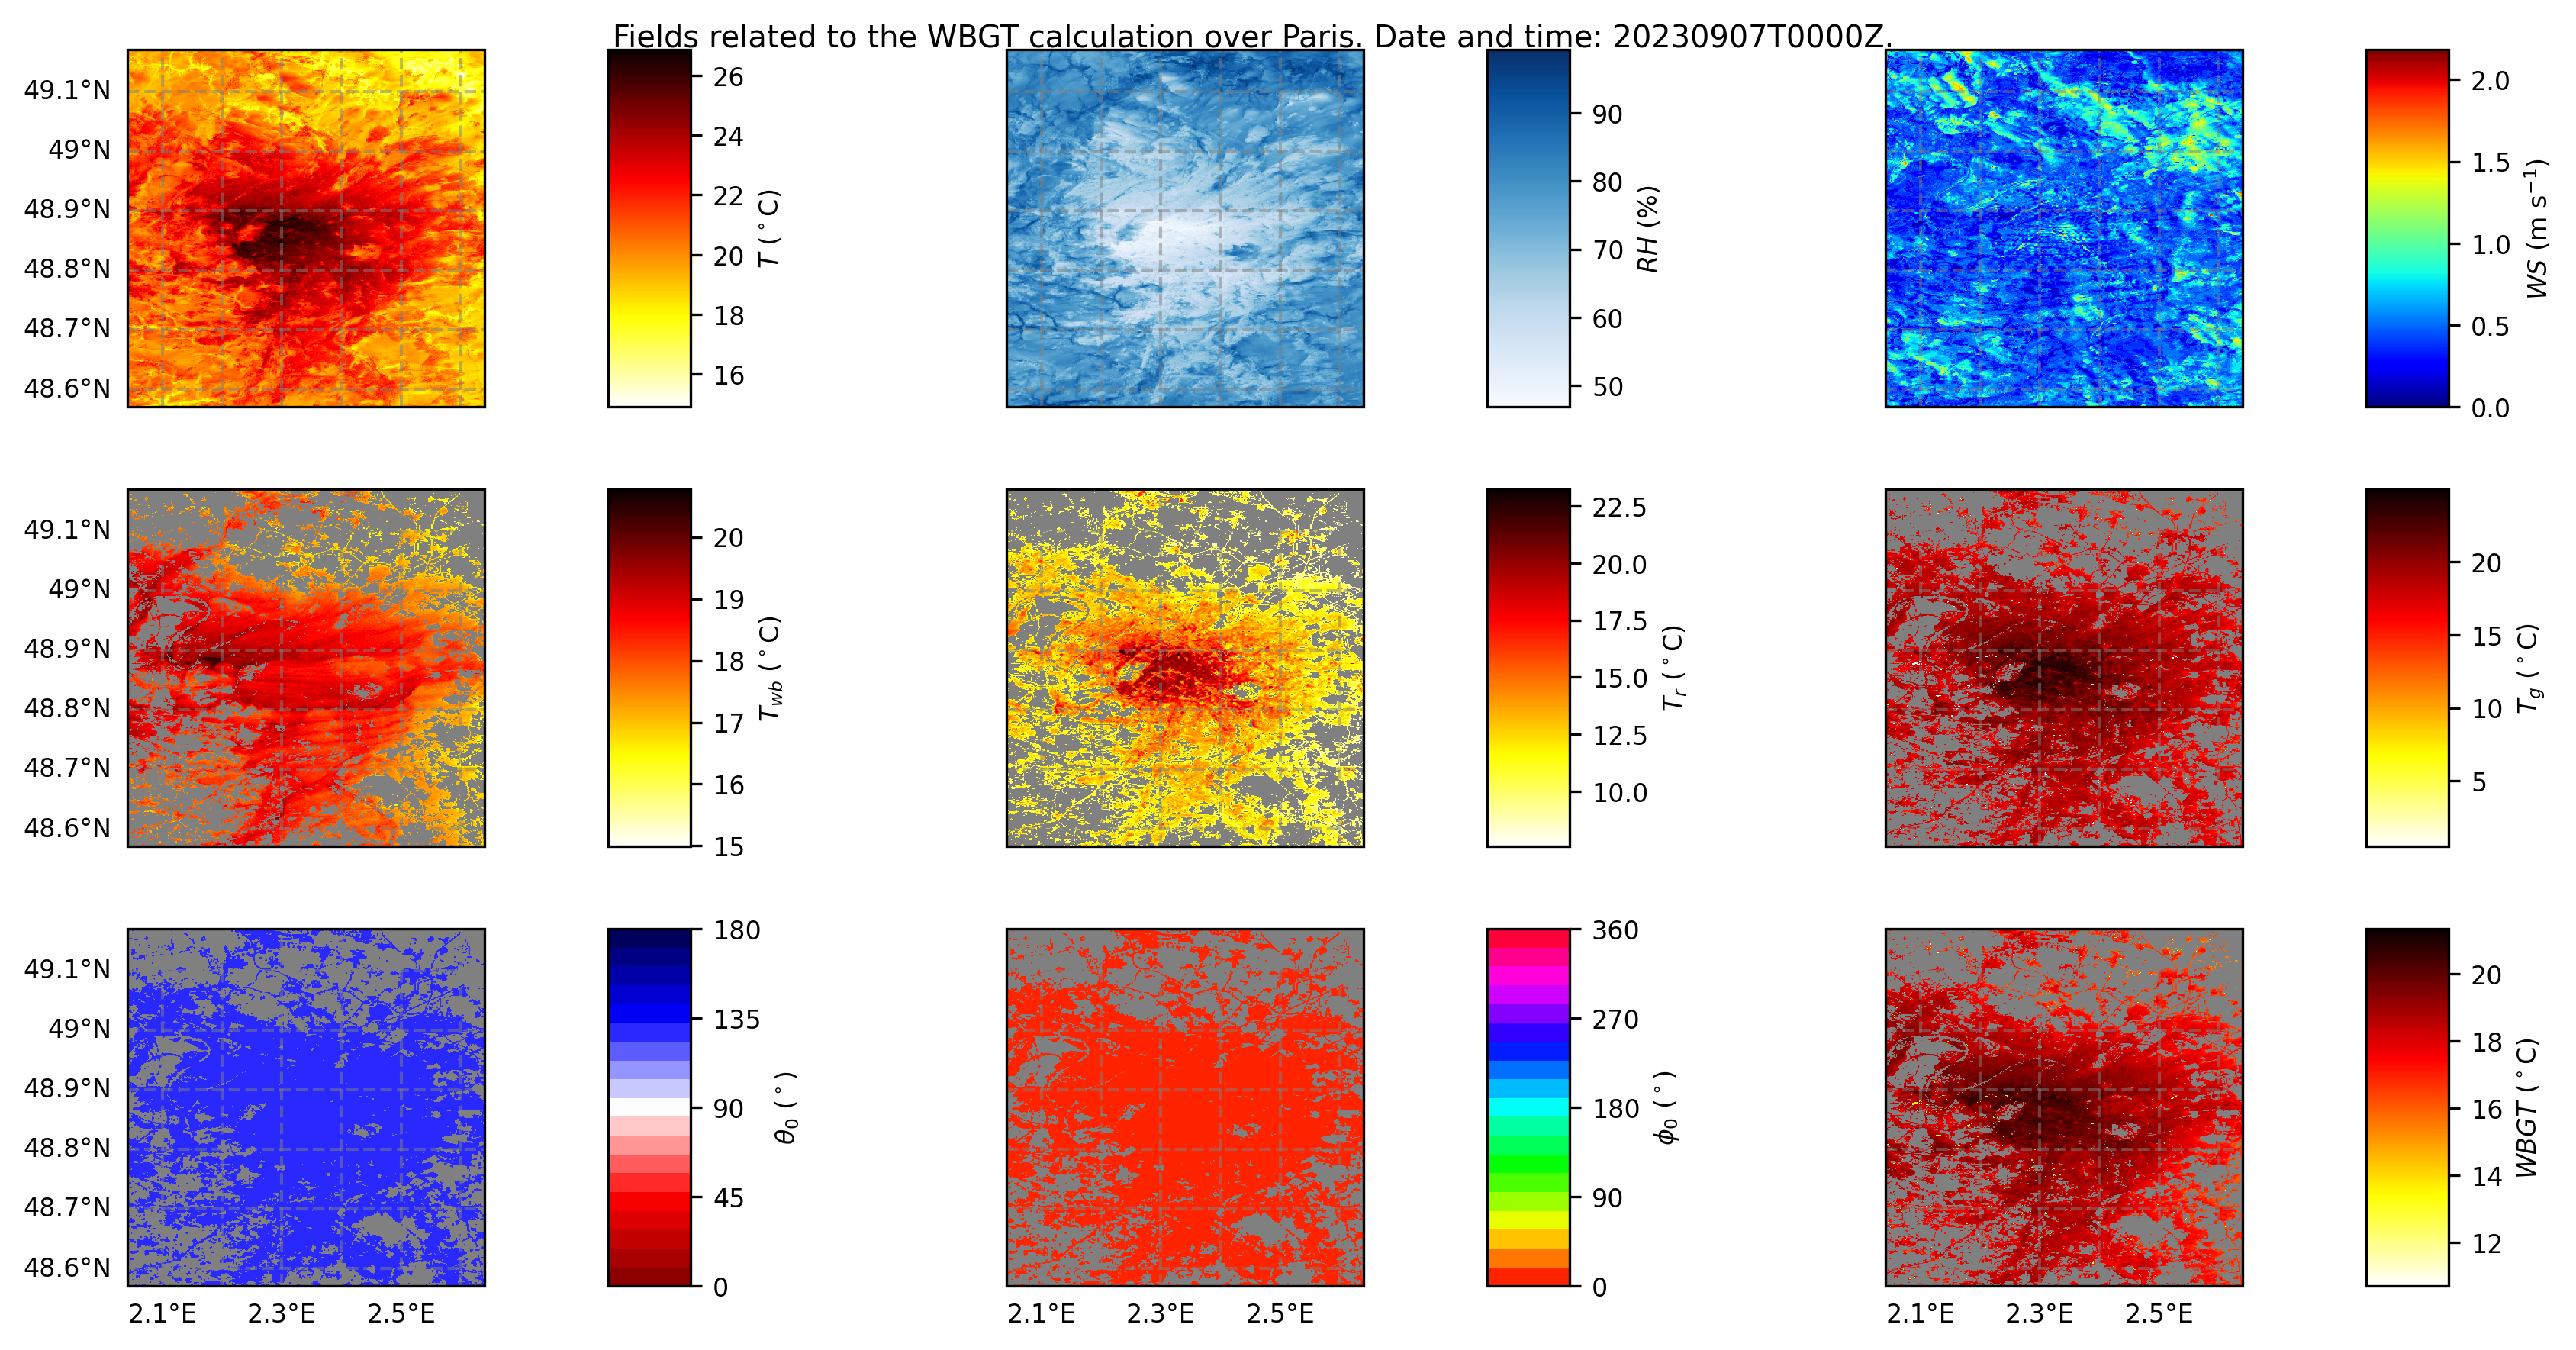 Fields related to the WBGT calculation over Paris. Date and time: 20230907T0000Z.
49.1°N
49°N
48.9°N
48.8°N
48.7°N
48.6°N
26
24
22
20
18
16
T (°C)
90
80
70
60
50
RH (%)
2.0
1.5
1.0
0.5
0.0
WS (m s⁻¹)
49.1°N
49°N
48.9°N
48.8°N
48.7°N
48.6°N
20
19
18
17
16
15
T_wb (°C)
22.5
20.0
17.5
15.0
12.5
10.0
T_r (°C)
20
15
10
5
T_g (°C)
49.1°N
49°N
48.9°N
48.8°N
48.7°N
48.6°N
2.1°E 2.3°E 2.5°E
180
135
90
45
0
θ₀ (°)
2.1°E 2.3°E 2.5°E
360
270
180
90
0
ϕ₀ (°)
2.1°E 2.3°E 2.5°E
20
18
16
14
12
WBGT (°C)